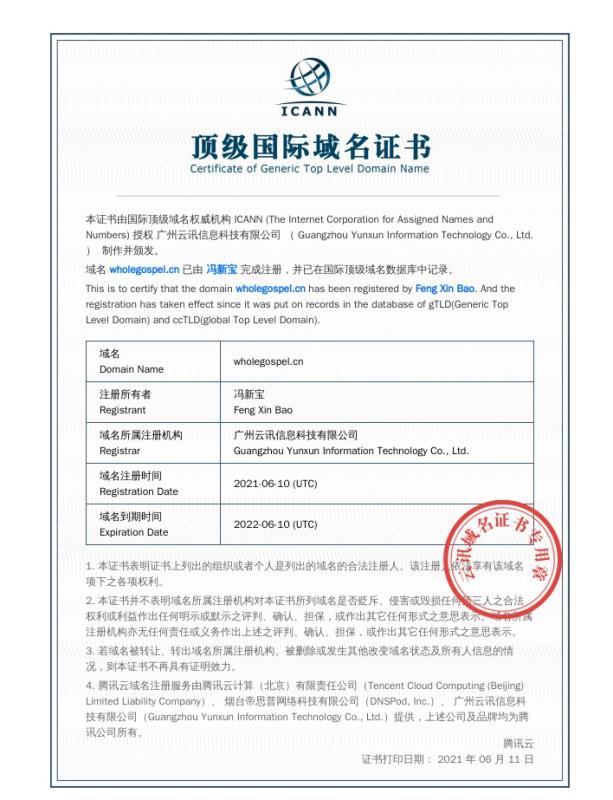 ICANN
顶级国际域名证书
Certificate of Generic Top Level Domain Name
本证书由国际顶级域名权威机构 ICANN (The Internet Corporation for Assigned Names and
Numbers) 授权 广州云讯信息科技有限公司 （ Guangzhou Yunxun Information Technology Co., Ltd.
） 制作并颁发。
域名 wholegospel.cn 已由 冯新宝 完成注册，并已在国际顶级域名数据库中记录。
This is to certify that the domain wholegospel.cn has been registered by Feng Xin Bao. And the
registration has taken effect since it was put on records in the database of gTLD(Generic Top
Level Domain) and ccTLD(global Top Level Domain).
域名
Domain Name
wholegospel.cn
注册所有者
Registrant
冯新宝
Feng Xin Bao
域名所属注册机构
Registrar
广州云讯信息科技有限公司
Guangzhou Yunxun Information Technology Co., Ltd.
域名注册时间
Registration Date
2021-06-10 (UTC)
域名到期时间
Expiration Date
2022-06-10 (UTC)
云讯域名证书专用章
1. 本证书表明证书上列出的组织或者个人是列出的域名的合法注册人。该注册人依法享有该域名
项下之各项权利。
2. 本证书并不表明域名所属注册机构对本证书所列域名是否贬斥、侵害或毁损任何第三人之合法
权利或利益作出任何明示或默示之评判、确认、担保，或作出其它任何形式之意思表示。域名所属
注册机构亦无任何责任或义务作出上述之评判、确认、担保，或作出其它任何形式之意思表示。
3. 若域名被转让、转出域名所属注册机构、被删除或发生其他改变域名状态及所有人信息的情
况，则本证书不再具有证明效力。
4. 腾讯云域名注册服务由腾讯云计算（北京）有限责任公司（Tencent Cloud Computing (Beijing)
Limited Liability Company）、 烟台帝思普网络科技有限公司（DNSPod, Inc.）、 广州云讯信息科
技有限公司（Guangzhou Yunxun Information Technology Co., Ltd.）提供，上述公司及品牌均为腾
讯公司所有。
腾讯云
证书打印日期： 2021 年 06 月 11 日